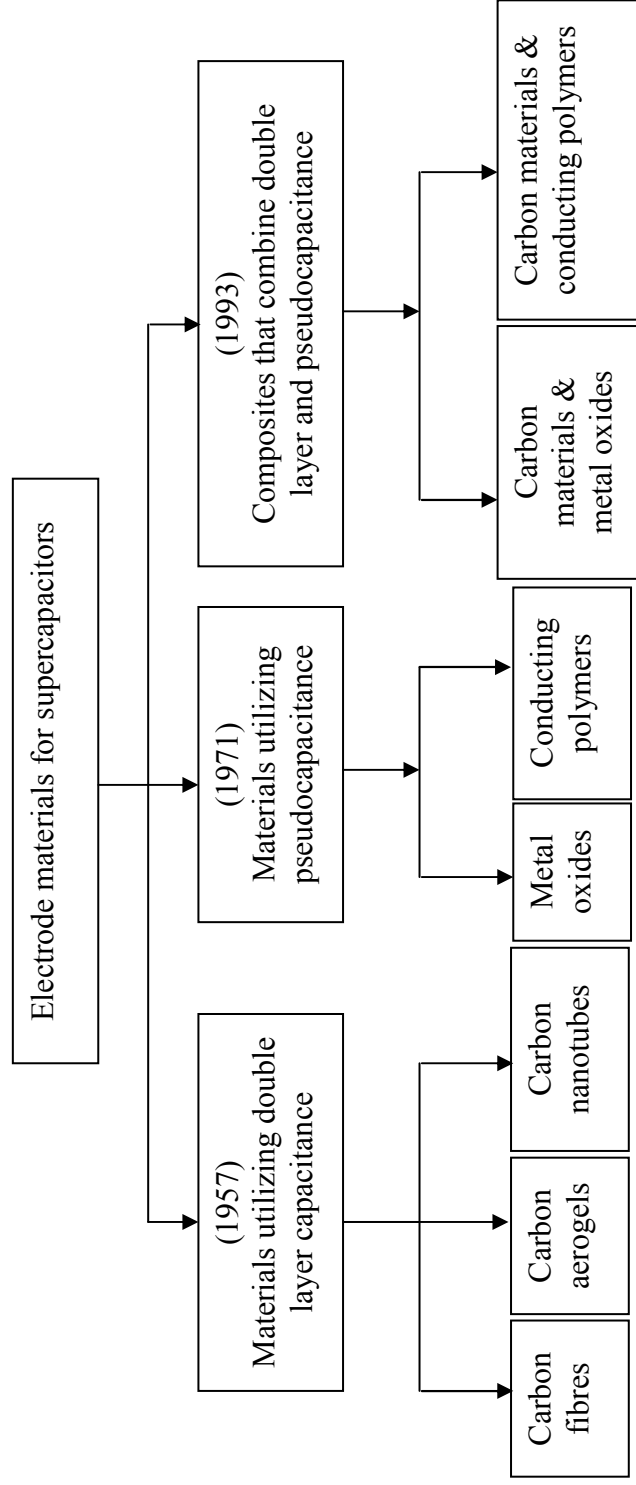 Electrode materials for supercapacitors
(1957)
Materials utilizing double
layer capacitance
(1971)
Materials utilizing
pseudocapacitance
(1993)
Composites that combine double
layer and pseudocapacitance
Carbon
fibres
Carbon
aerogels
Carbon
nanotubes
Metal
oxides
Conducting
polymers
Carbon
materials &
metal oxides
Carbon materials &
conducting polymers